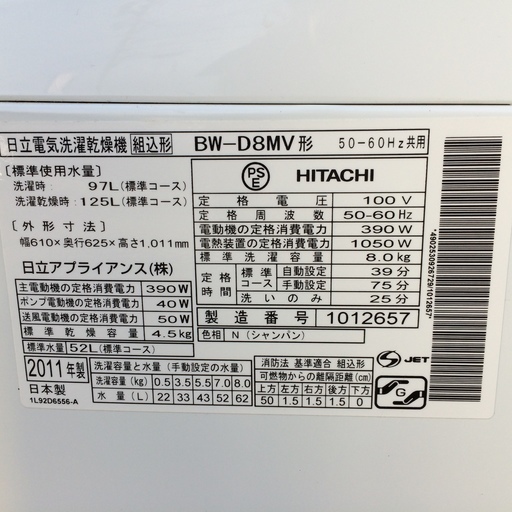 日立電気洗濯乾燥機 組込形 BW-D8MV形 50-60Hz共用
〔標準使用水量〕
洗濯時: 97L(標準コース)
洗濯乾燥時:125L(標準コース)
〔外形寸法〕
幅610×奥行625×高さ1,011mm
日立アプライアンス(株)
主電動機の定格消費電力 390W
ポンプ電動機の定格消費電力 40W
送風電動機の定格消費電力 50W
標準乾燥容量 4.5kg
標準水量 52L(標準コース)
2011年製
日本製
1L92D6556-A
洗濯容量と水量(手動設定の水量)
洗濯容量(kg) 0.5 3.5 5.5 7.0 8.0
水量(L) 22 33 43 52 62
PSE HITACHI
定格電圧 100V
定格周波数 50-60Hz
電動機の定格消費電力 390W
電熱装置の定格消費電力 1050W
標準洗濯容量 8.0kg
定格時間 標準コース 自動設定 39分
手動設定 75分
洗いのみ 25分
製造番号 1012657
色相 N(シャンパン)
消防法 基準適合 組込形
可燃物からの離隔距離(cm)
上方 左方 右方 後方 下方
50 1.5 1.5 1.5 0
S JET
G
*4902530926729/1012657*